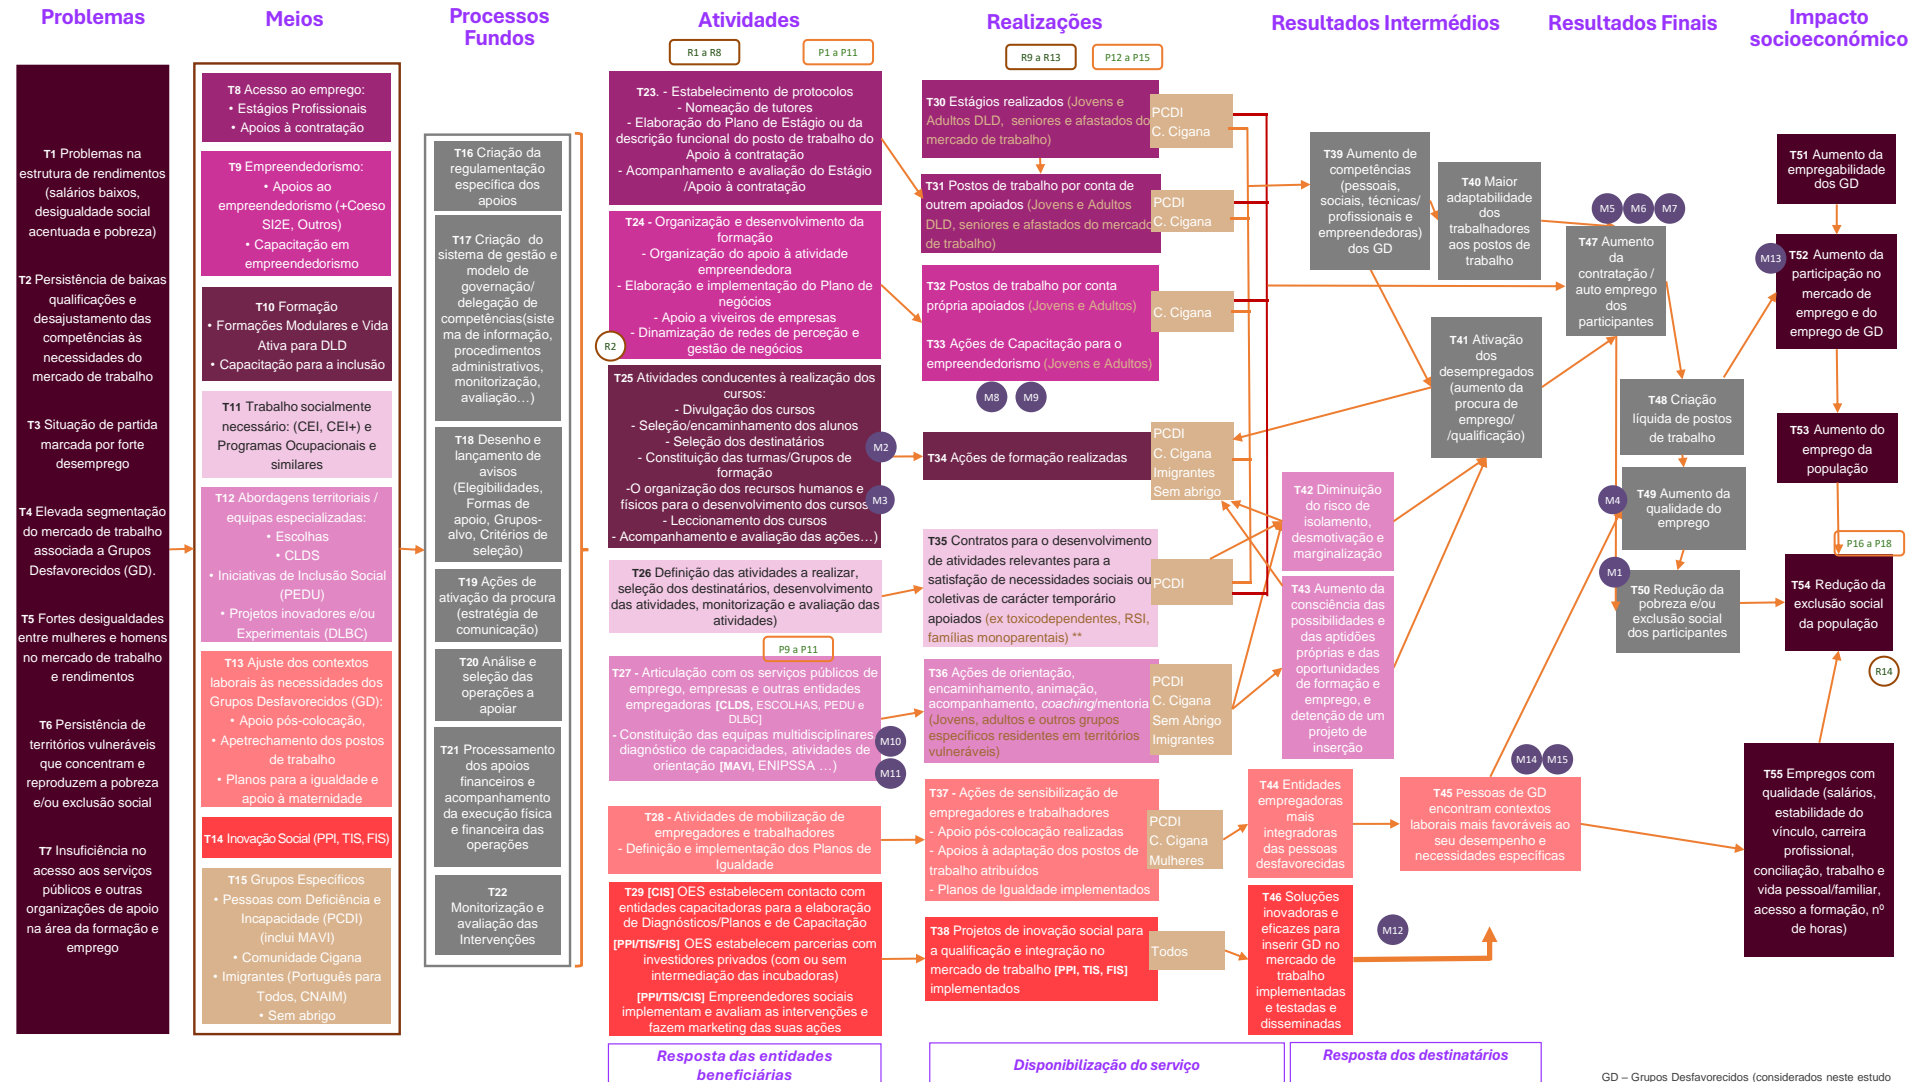 Problemas
Meios
Processos
Fundos
Atividades
Realizações
Resultados Intermédios
Resultados Finais
Impacto
socioeconómico
R1 a R8
P1 a P11
R9 a R13
P12 a P15
T1 Problemas na
estrutura de rendimentos
(salários baixos,
desigualdade social
acentuada e pobreza)
T2 Persistência de baixas
qualificações e
desajustamento das
competências às
necessidades do
mercado de trabalho
T3 Situação de partida
marcada por forte
desemprego
T4 Elevada segmentação
do mercado de trabalho
associada a Grupos
Desfavorecidos (GD).
T5 Fortes desigualdades
entre mulheres e homens
no mercado de trabalho
e rendimentos
T6 Persistência de
territórios vulneráveis
que concentram e
reproduzem a pobreza
e/ou exclusão social
T7 Insuficiência no
acesso aos serviços
públicos e outras
organizações de apoio
na área da formação e
emprego
T8 Acesso ao emprego:
• Estágios Profissionais
• Apoios à contratação
T9 Empreendedorismo:
• Apoios ao
empreendedorismo (+Coeso
SI2E, Outros)
• Capacitação em
empreendedorismo
T10 Formação
• Formações Modulares e Vida
Ativa para DLD
• Capacitação para a inclusão
T11 Trabalho socialmente
necessário: (CEI, CEI+) e
Programas Ocupacionais e
similares
T12 Abordagens territoriais /
equipas especializadas:
• Escolhas
• CLDS
• Iniciativas de Inclusão Social
(PEDU)
• Projetos inovadores e/ou
Experimentais (DLBC)
T13 Ajuste dos contextos
laborais às necessidades dos
Grupos Desfavorecidos (GD):
• Apoio pós-colocação,
• Apetrechamento dos postos
de trabalho
• Planos para a igualdade e
apoio à maternidade
T14 Inovação Social (PPI, TIS, FIS)
T15 Grupos Específicos
• Pessoas com Deficiência e
Incapacidade (PCDI)
(inclui MAVI)
• Comunidade Cigana
• Imigrantes (Português para
Todos, CNAIM)
• Sem abrigo
T16 Criação da
regulamentação
específica dos
apoios
T17 Criação do
sistema de gestão e
modelo de
governação/
delegação de
competências(siste
ma de informação,
procedimentos
administrativos,
monitorização,
avaliação…)
T18 Desenho e
lançamento de
avisos
(Elegibilidades,
Formas de
apoio, Grupos-
alvo, Critérios de
seleção)
T19 Ações de
ativação da procura
(estratégia de
comunicação)
T20 Análise e
seleção das
operações a
apoiar
T21 Processamento
dos apoios
financeiros e
acompanhamento
da execução física
e financeira das
operações
T22
Monitorização e
avaliação das
Intervenções
T23. - Estabelecimento de protocolos
- Nomeação de tutores
- Elaboração do Plano de Estágio ou da
descrição funcional do posto de trabalho do
Apoio à contratação
- Acompanhamento e avaliação do Estágio
/Apoio à contratação
T24 - Organização e desenvolvimento da
formação
- Organização do apoio à atividade
empreendedora
- Elaboração e implementação do Plano de
negócios
- Apoio a viveiros de empresas
- Dinamização de redes de perceção e
gestão de negócios
R2
T25 Atividades conducentes à realização dos
cursos:
- Divulgação dos cursos
- Seleção/encaminhamento dos alunos
- Seleção dos destinatários
- Constituição das turmas/Grupos de
formação
-O organização dos recursos humanos e
físicos para o desenvolvimento dos cursos
- Leccionamento dos cursos
- Acompanhamento e avaliação das ações…)
M2
M3
T26 Definição das atividades a realizar,
seleção dos destinatários, desenvolvimento
das atividades, monitorização e avaliação das
atividades)
P9 a P11
T27 - Articulação com os serviços públicos de
emprego, empresas e outras entidades
empregadoras [CLDS, ESCOLHAS, PEDU e
DLBC]
- Constituição das equipas multidisciplinares,
diagnóstico de capacidades, atividades de
orientação [MAVI, ENIPSSA …)
M10
M11
T28 - Atividades de mobilização de
empregadores e trabalhadores
- Definição e implementação dos Planos de
Igualdade
T29 [CIS] OES estabelecem contacto com
entidades capacitadoras para a elaboração
de Diagnósticos/Planos e de Capacitação
[PPI/TIS/FIS] OES estabelecem parcerias com
investidores privados (com ou sem
intermediação das incubadoras)
[PPI/TIS/CIS] Empreendedores sociais
implementam e avaliam as intervenções e
fazem marketing das suas ações
T30 Estágios realizados (Jovens e
Adultos DLD, seniores e afastados do
mercado de trabalho)
PCDI
C. Cigana
T31 Postos de trabalho por conta de
outrem apoiados (Jovens e Adultos
DLD, seniores e afastados do mercado
de trabalho)
PCDI
C. Cigana
T32 Postos de trabalho por conta
própria apoiados (Jovens e Adultos)
T33 Ações de Capacitação para o
empreendedorismo (Jovens e Adultos)
C. Cigana
M8
M9
T34 Ações de formação realizadas
PCDI
C. Cigana
Imigrantes
Sem abrigo
T35 Contratos para o desenvolvimento
de atividades relevantes para a
satisfação de necessidades sociais ou
coletivas de carácter temporário
apoiados (ex toxicodependentes, RSI,
famílias monoparentais) **
PCDI
T36 Ações de orientação,
encaminhamento, animação,
acompanhamento, coaching/mentoria
(Jovens, adultos e outros grupos
específicos residentes em territórios
vulneráveis)
PCDI
C. Cigana
Sem Abrigo
Imigrantes
T37 - Ações de sensibilização de
empregadores e trabalhadores
- Apoio pós-colocação realizadas
- Apoios à adaptação dos postos de
trabalho atribuídos
- Planos de Igualdade implementados
PCDI
C. Cigana
Mulheres
T38 Projetos de inovação social para
a qualificação e integração no
mercado de trabalho [PPI, TIS, FIS]
implementados
Todos
T39 Aumento de
competências
(pessoais,
sociais, técnicas/
profissionais e
empreendedoras)
dos GD
T40 Maior
adaptabilidade
dos
trabalhadores
aos postos de
trabalho
T41 Ativação
dos
desempregados
(aumento da
procura de
emprego/
/qualificação)
T42 Diminuição
do risco de
isolamento,
desmotivação e
marginalização
T43 Aumento da
consciência das
possibilidades e
das aptidões
próprias e das
oportunidades
de formação e
emprego, e
detenção de um
projeto de
inserção
T44 Entidades
empregadoras
mais
integradoras
das pessoas
desfavorecidas
M14
M15
T45 Pessoas de GD
encontram contextos
laborais mais favoráveis ao
seu desempenho e
necessidades específicas
T46 Soluções
inovadoras e
eficazes para
inserir GD no
mercado de
trabalho
implementadas
e testadas e
disseminadas
M12
M5
M6
M7
T47 Aumento
da
contratação /
auto emprego
dos
participantes
T48 Criação
líquida de postos
de trabalho
M4
T49 Aumento da
qualidade do
emprego
M1
T50 Redução da
pobreza e/ou
exclusão social
dos participantes
T51 Aumento da
empregabilidade
dos GD
M13
T52 Aumento da
participação no
mercado de
emprego e do
emprego de GD
T53 Aumento do
emprego da
população
P16 a P18
T54 Redução da
exclusão social
da população
R14
T55 Empregos com
qualidade (salários,
estabilidade do
vínculo, carreira
profissional,
conciliação, trabalho e
vida pessoal/familiar,
acesso a formação, nº
de horas)
Resposta das entidades
beneficiárias
Disponibilização do serviço
Resposta dos destinatários
GD – Grupos Desfavorecidos (considerados neste estudo